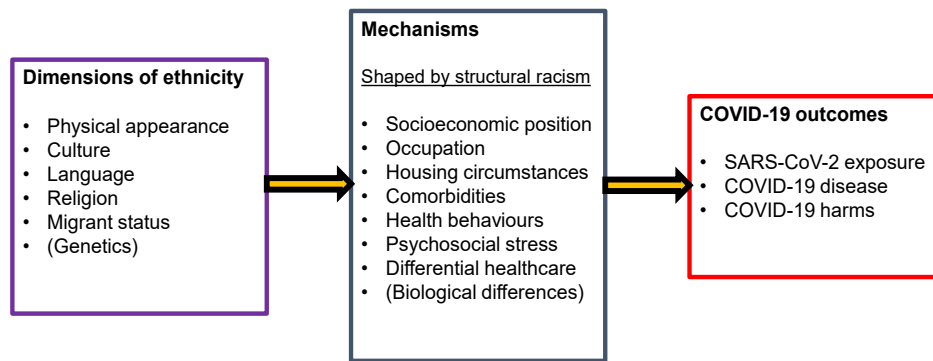 Dimensions of ethnicity
• Physical appearance
• Culture
• Language
• Religion
• Migrant status
• (Genetics)
Mechanisms
Shaped by structural racism
• Socioeconomic position
• Occupation
• Housing circumstances
• Comorbidities
• Health behaviours
• Psychosocial stress
• Differential healthcare
• (Biological differences)
COVID-19 outcomes
• SARS-CoV-2 exposure
• COVID-19 disease
• COVID-19 harms